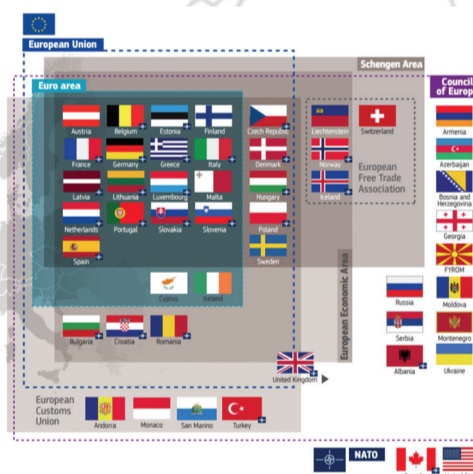 European Union
Schengen Area
Euro area
Council
of Europ
Austria Belgium Estonia Finland Czech Republic Liechtenstein Switzerland Armenia
France Germany Greece Italy Denmark Norway Azerbaijan
European
Free Trade
Association
Latvia Lithuania Luxembourg Malta Hungary Iceland Bosnia and
Herzegovina
Netherlands Portugal Slovakia Slovenia Poland Georgia
Spain Sweden FYROM
Cyprus Ireland Russia Moldova
European Economic Area
Bulgaria Croatia Romania Serbia Montenegro
United Kingdom Albania Ukraine
European
Customs
Union
Andorra Monaco San Marino Turkey
NATO